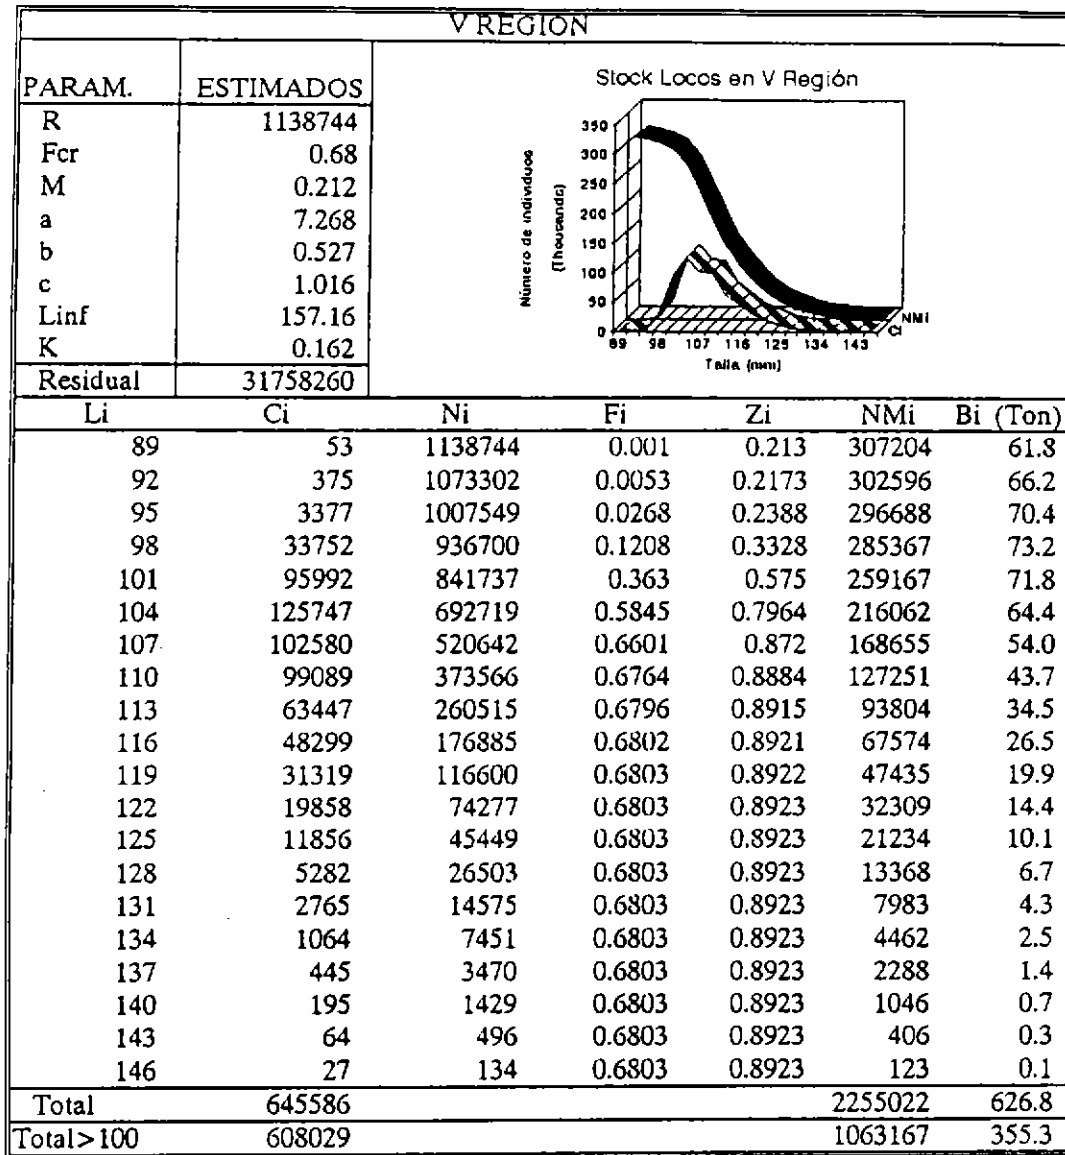 V REGION
PARAM. ESTIMADOS
R 1138744
Fcr 0.68
M 0.212
a 7.268
b 0.527
c 1.016
Linf 157.16
K 0.162
Residual 31758260
Stock Locos en V Región
Número de individuos
(Thousands)
350
300
250
200
150
100
50
0
89 98 107 116 125 134 143
Talla (mm)
NMi
Ci
Li Ci Ni Fi Zi NMi Bi (Ton)
89 53 1138744 0.001 0.213 307204 61.8
92 375 1073302 0.0053 0.2173 302596 66.2
95 3377 1007549 0.0268 0.2388 296688 70.4
98 33752 936700 0.1208 0.3328 285367 73.2
101 95992 841737 0.363 0.575 259167 71.8
104 125747 692719 0.5845 0.7964 216062 64.4
107 102580 520642 0.6601 0.872 168655 54.0
110 99089 373566 0.6764 0.8884 127251 43.7
113 63447 260515 0.6796 0.8915 93804 34.5
116 48299 176885 0.6802 0.8921 67574 26.5
119 31319 116600 0.6803 0.8922 47435 19.9
122 19858 74277 0.6803 0.8923 32309 14.4
125 11856 45449 0.6803 0.8923 21234 10.1
128 5282 26503 0.6803 0.8923 13368 6.7
131 2765 14575 0.6803 0.8923 7983 4.3
134 1064 7451 0.6803 0.8923 4462 2.5
137 445 3470 0.6803 0.8923 2288 1.4
140 195 1429 0.6803 0.8923 1046 0.7
143 64 496 0.6803 0.8923 406 0.3
146 27 134 0.6803 0.8923 123 0.1
Total 645586 2255022 626.8
Total>100 608029 1063167 355.3